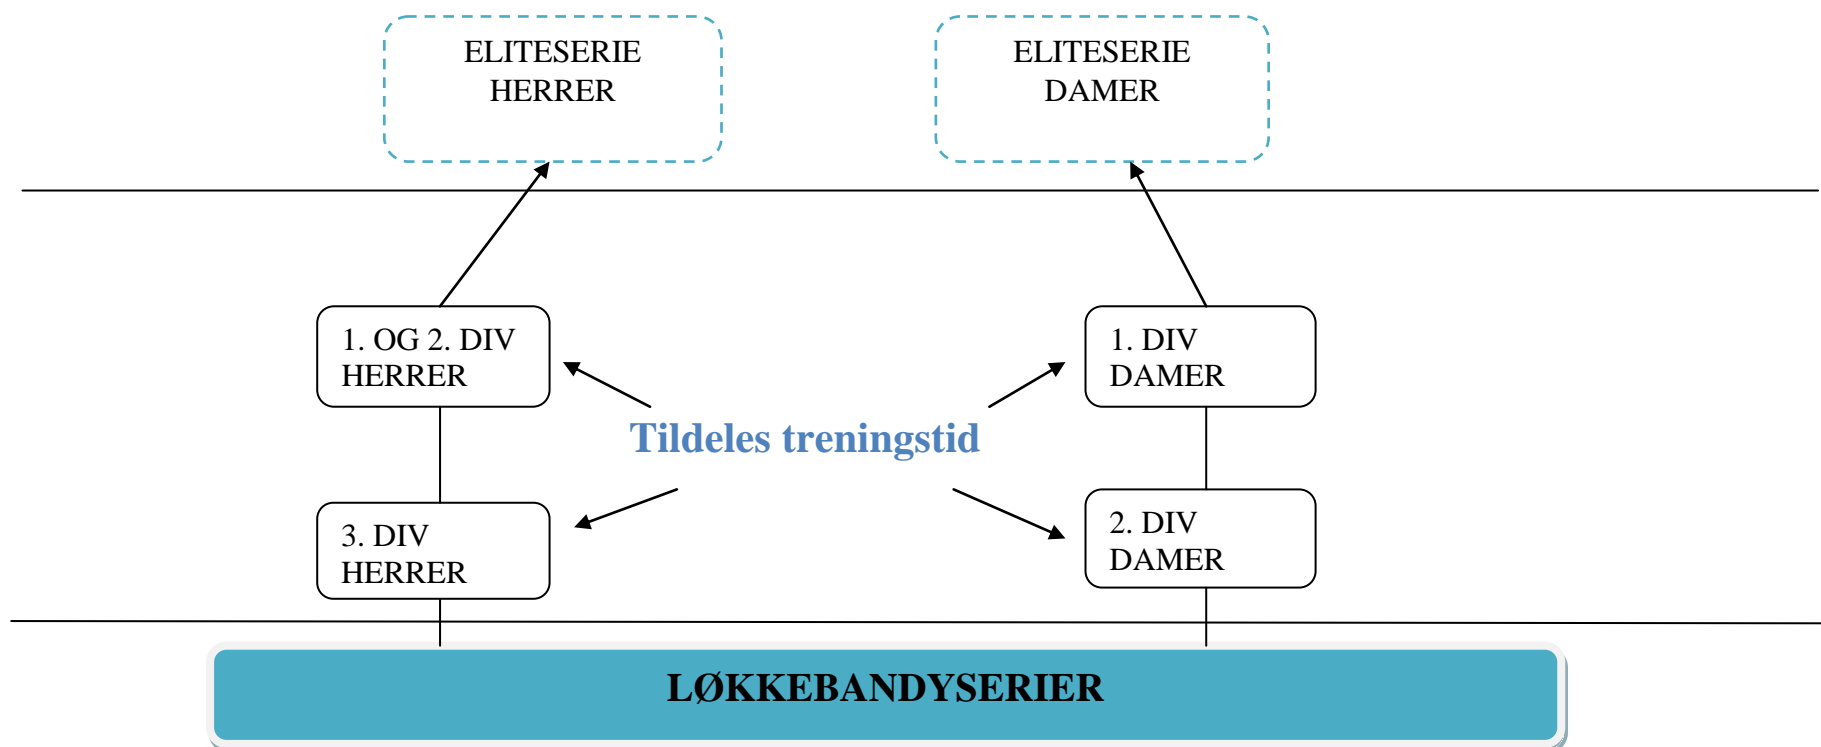 ELITESERIE
HERRER
ELITESERIE
DAMER
1. OG 2. DIV
HERRER
1. DIV
DAMER
Tildeles treningstid
3. DIV
HERRER
2. DIV
DAMER
LØKKEBANDYSERIER